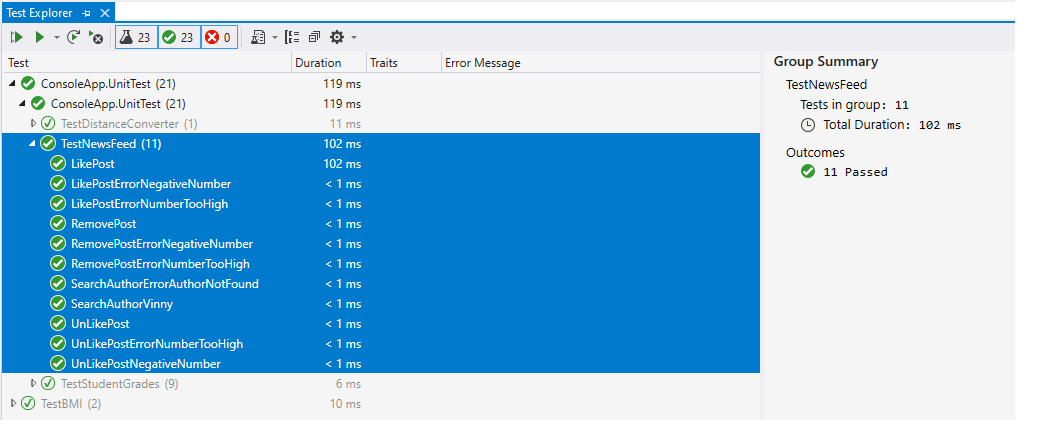 Test Explorer
23 23 0
Test Duration Traits Error Message
ConsoleApp.UnitTest (21) 119 ms
ConsoleApp.UnitTest (21) 119 ms
TestDistanceConverter (1) 11 ms
TestNewsFeed (11) 102 ms
LikePost 102 ms
LikePostErrorNegativeNumber < 1 ms
LikePostErrorNumberTooHigh < 1 ms
RemovePost < 1 ms
RemovePostErrorNegativeNumber < 1 ms
RemovePostErrorNumberTooHigh < 1 ms
SearchAuthorErrorAuthorNotFound < 1 ms
SearchAuthorVinny < 1 ms
UnLikePost < 1 ms
UnLikePostErrorNumberTooHigh < 1 ms
UnLikePostNegativeNumber < 1 ms
TestStudentGrades (9) 6 ms
TestBMI (2) 10 ms
Group Summary
TestNewsFeed
Tests in group: 11
Total Duration: 102 ms
Outcomes
11 Passed